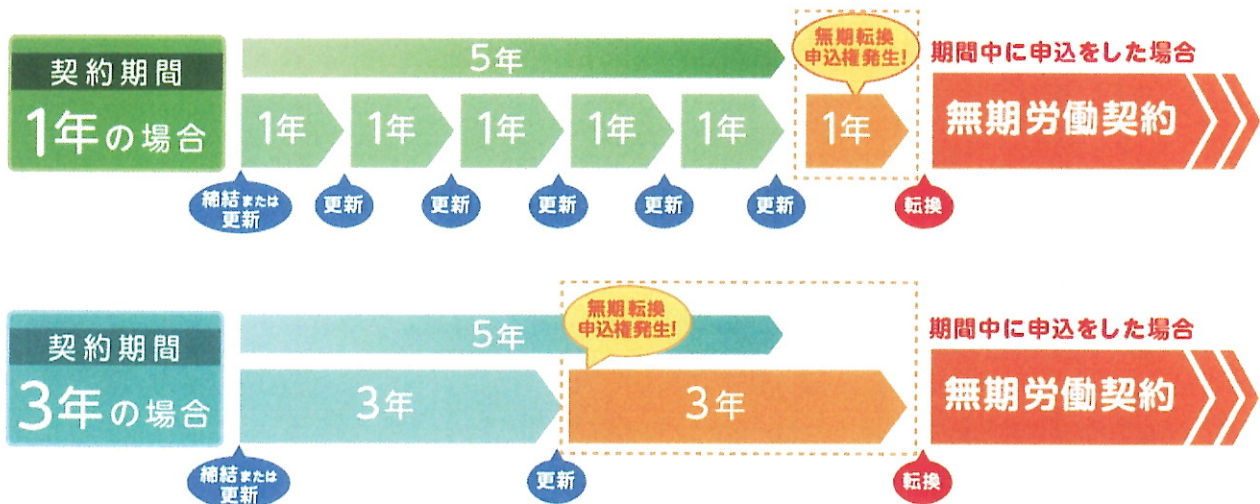 契約期間
1年の場合
5年
1年
1年
1年
1年
1年
無期転換
申込権発生!
1年
期間中に申込をした場合
無期労働契約
締結または
更新
更新
更新
更新
更新
更新
転換
契約期間
3年の場合
5年
無期転換
申込権発生!
3年
3年
期間中に申込をした場合
無期労働契約
締結または
更新
更新
転換